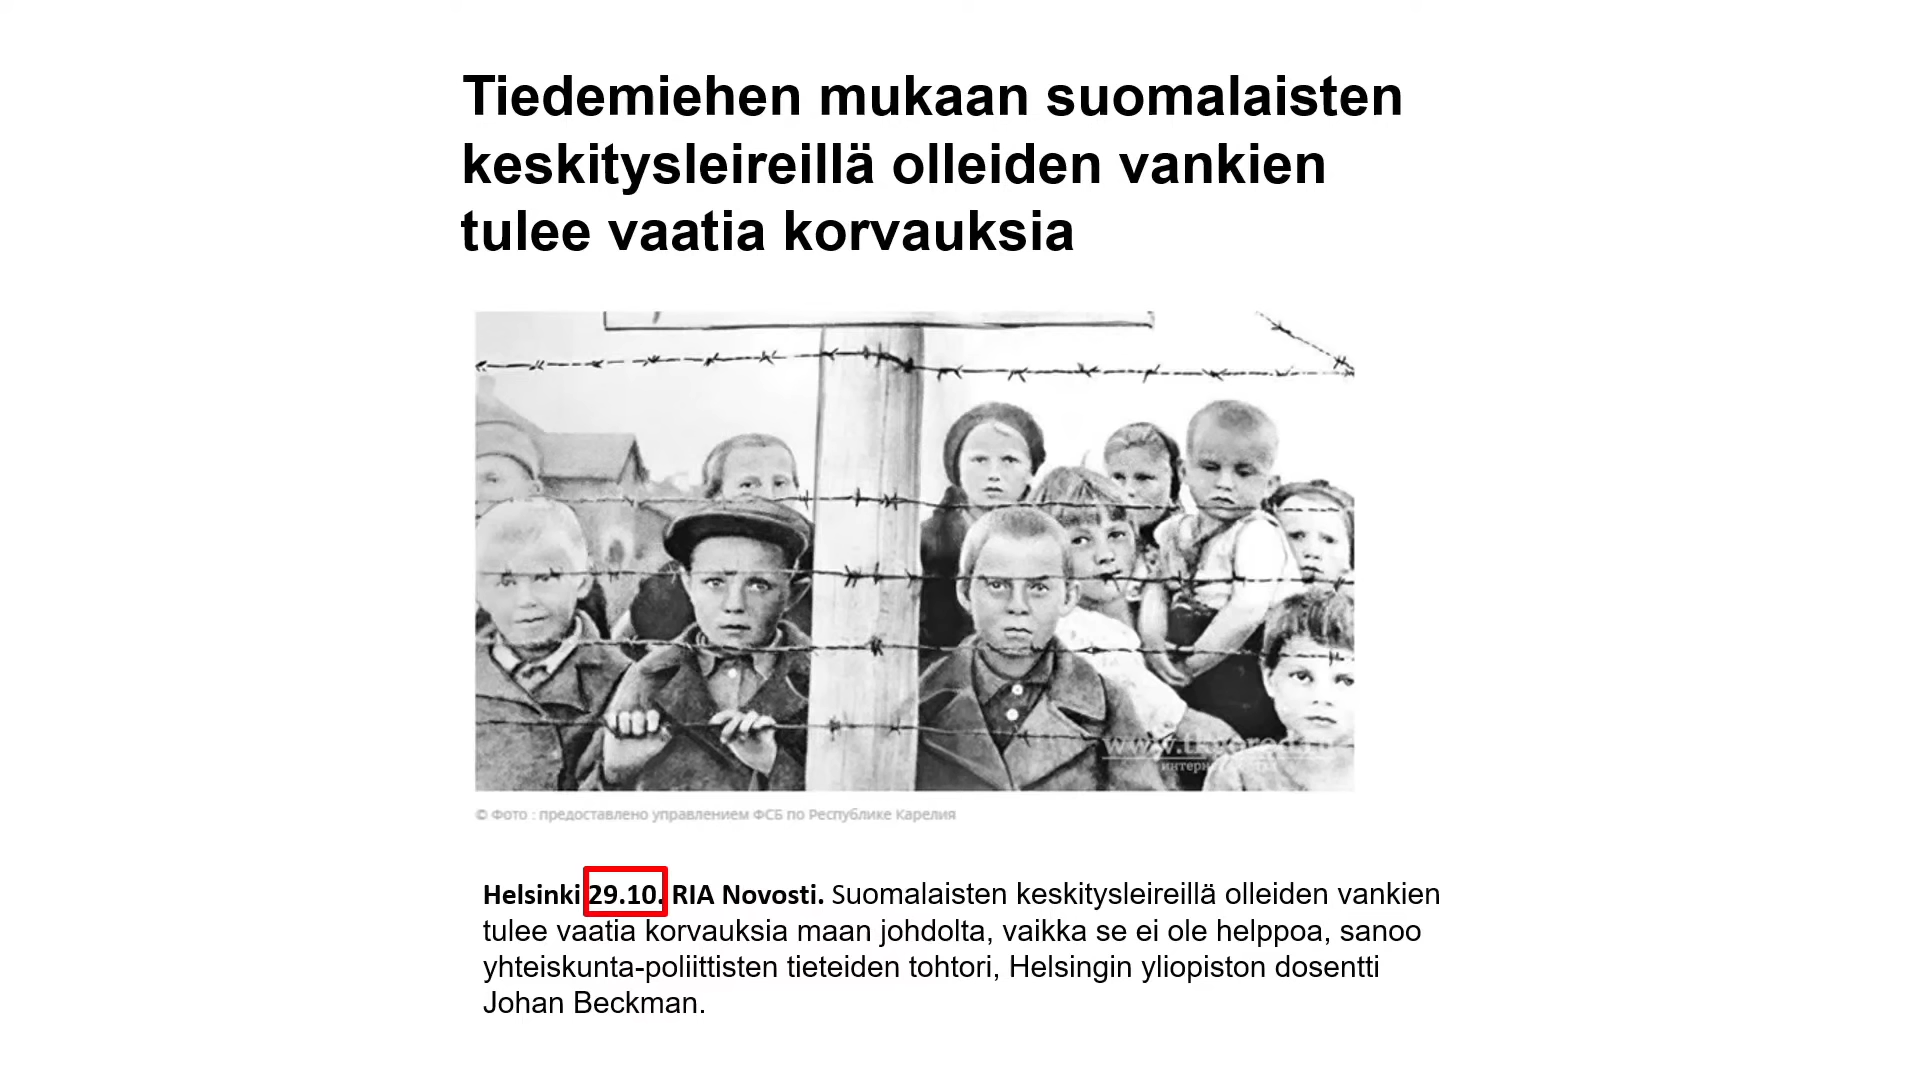 Tiedemiehen mukaan suomalaisten
keskitysleireillä olleiden vankien
tulee vaatia korvauksia
© Фото : предоставлено управлением ФСБ по Республике Карелия
Helsinki 29.10. RIA Novosti. Suomalaisten keskitysleireillä olleiden vankien
tulee vaatia korvauksia maan johdolta, vaikka se ei ole helppoa, sanoo
yhteiskunta-poliittisten tieteiden tohtori, Helsingin yliopiston dosentti
Johan Beckman.